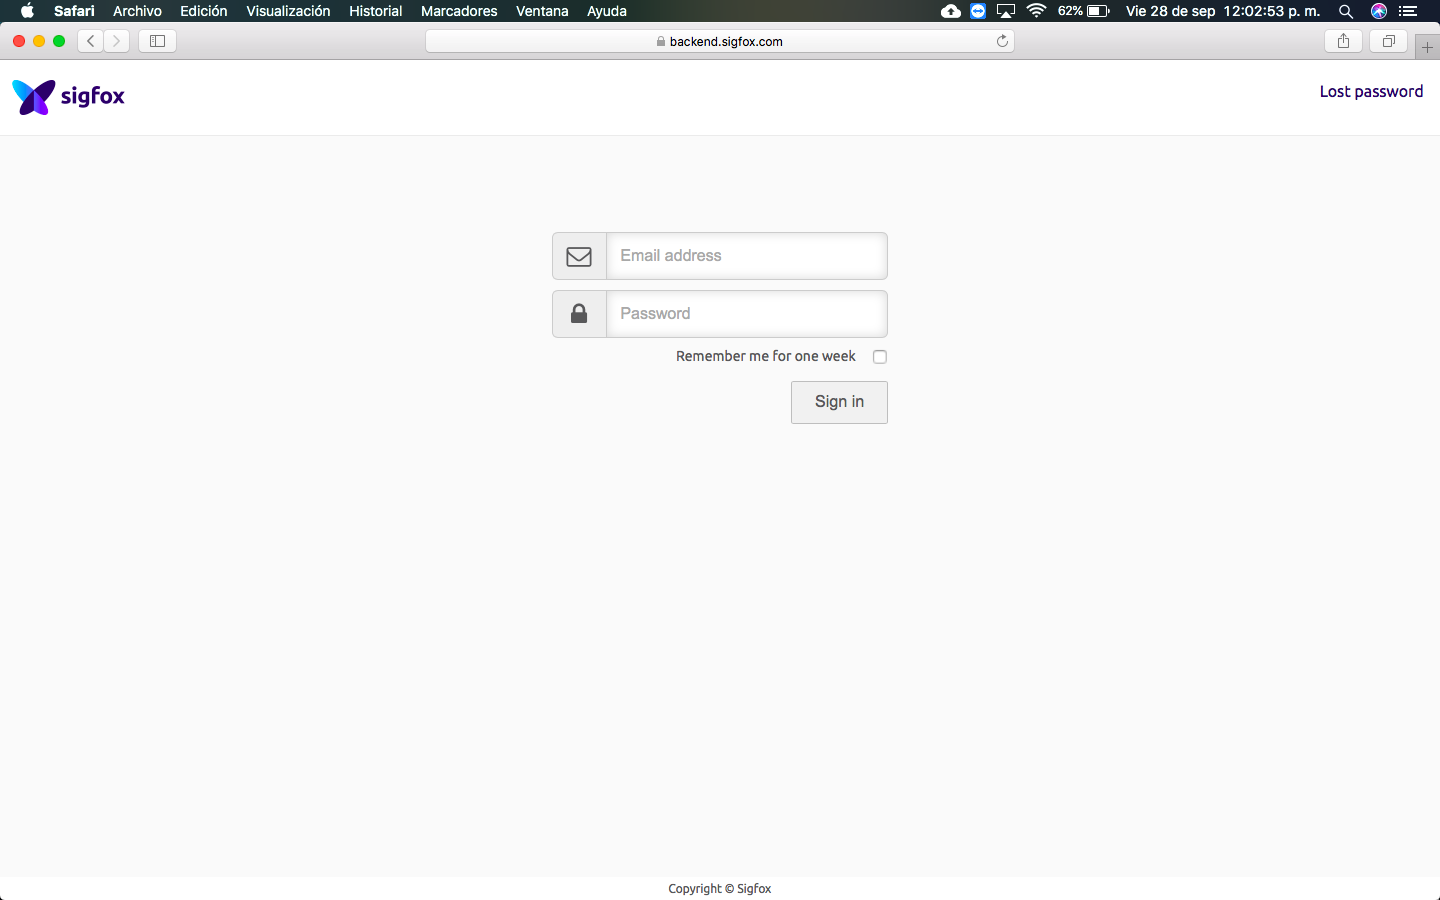 Safari Archivo Edición Visualización Historial Marcadores Ventana Ayuda 62% Vie 28 de sep 12:02:53 p. m.
backend.sigfox.com
sigfox Lost password
Email address
Password
Remember me for one week
Sign in
Copyright © Sigfox